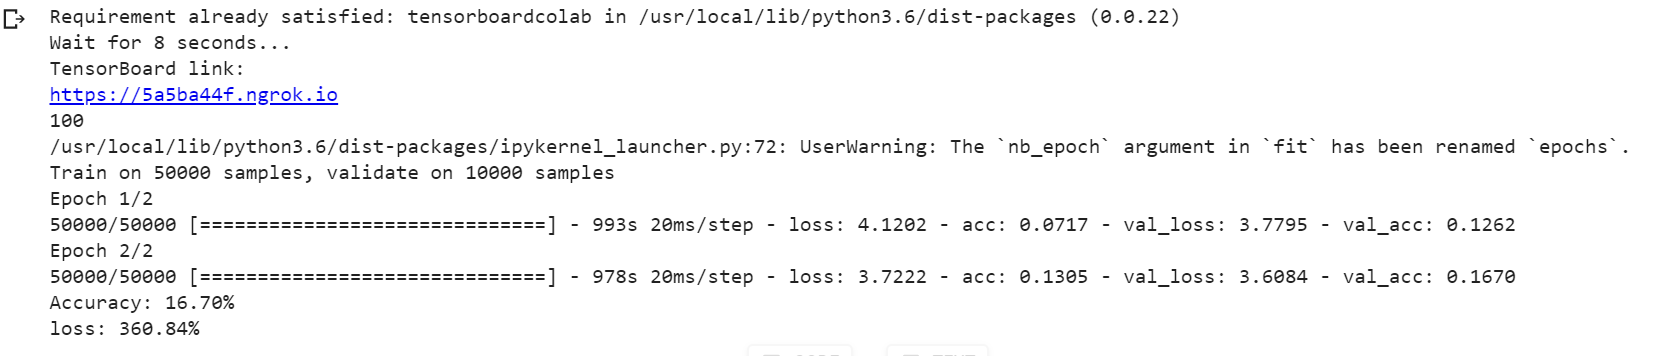 Requirement already satisfied: tensorboardcolab in /usr/local/lib/python3.6/dist-packages (0.0.22)
Wait for 8 seconds...
TensorBoard link:
https://5a5ba44f.ngrok.io
100
/usr/local/lib/python3.6/dist-packages/ipykernel_launcher.py:72: UserWarning: The `nb_epoch` argument in `fit` has been renamed `epochs`.
Train on 50000 samples, validate on 10000 samples
Epoch 1/2
50000/50000 [==============================] - 993s 20ms/step - loss: 4.1202 - acc: 0.0717 - val_loss: 3.7795 - val_acc: 0.1262
Epoch 2/2
50000/50000 [==============================] - 978s 20ms/step - loss: 3.7222 - acc: 0.1305 - val_loss: 3.6084 - val_acc: 0.1670
Accuracy: 16.70%
loss: 360.84%